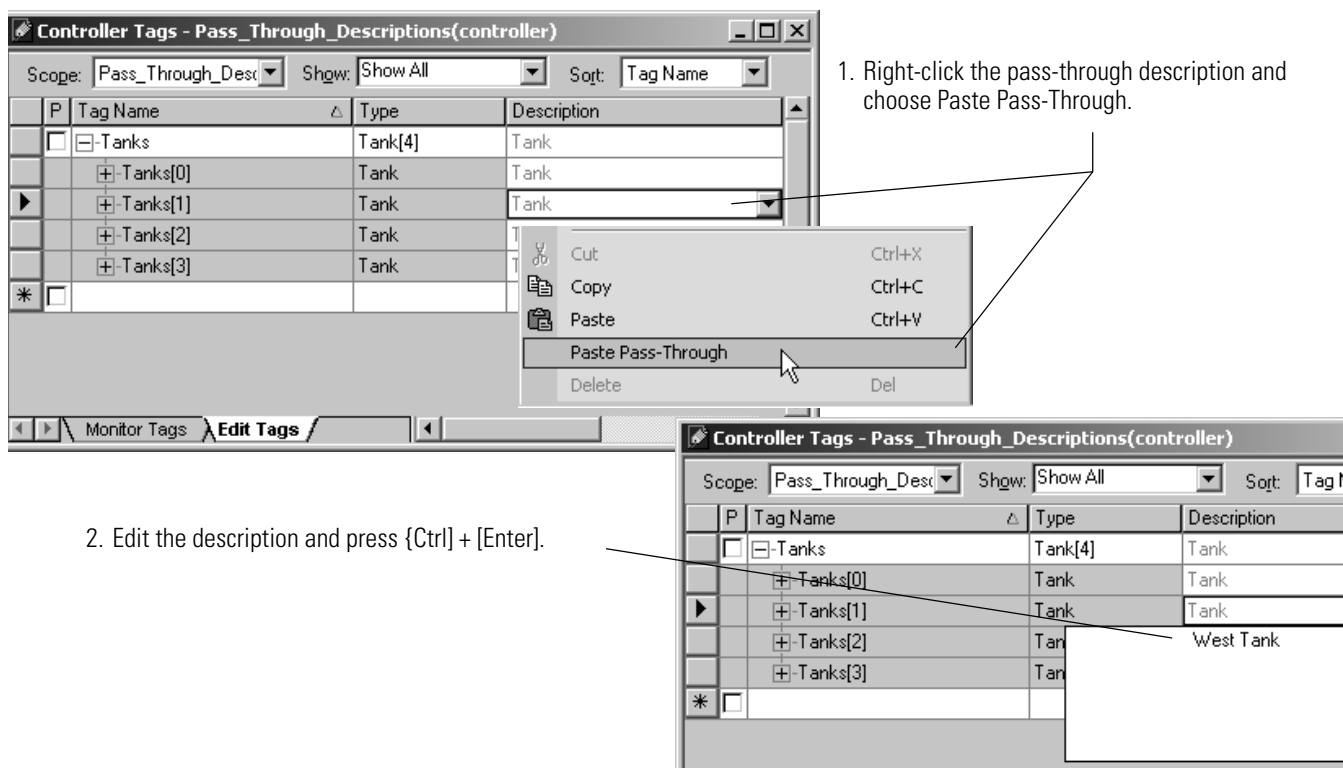 Controller Tags - Pass_Through_Descriptions(controller)
Scope: Pass_Through_Desc Show: Show All Sort: Tag Name
P Tag Name Type Description
Tanks Tank[4] Tank
Tanks[0] Tank Tank
Tanks[1] Tank Tank
Tanks[2] Tank
Tanks[3] Tank
Cut Ctrl+X
Copy Ctrl+C
Paste Ctrl+V
Paste Pass-Through
Delete Del
Monitor Tags Edit Tags
1. Right-click the pass-through description and
choose Paste Pass-Through.
2. Edit the description and press {Ctrl] + [Enter].
Controller Tags - Pass_Through_Descriptions(controller)
Scope: Pass_Through_Desc Show: Show All Sort: Tag
P Tag Name Type Description
Tanks Tank[4] Tank
Tanks[0] Tank Tank
Tanks[1] Tank Tank
Tanks[2] Tan West Tank
Tanks[3] Tan